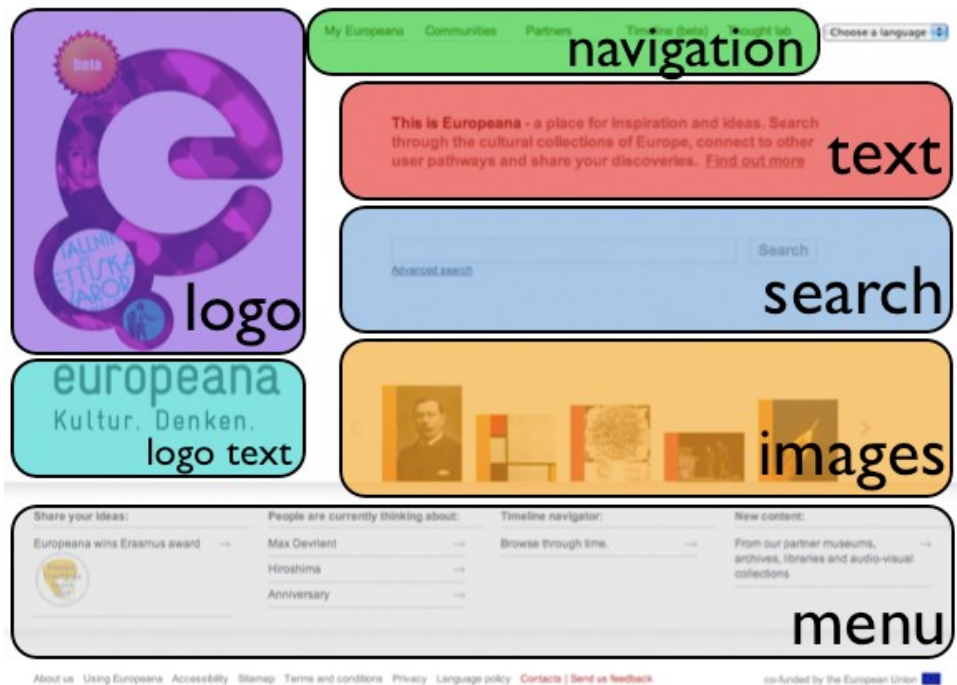 beta
My Europeana Communities Partners Timeline (beta) Thought lab Choose a language
navigation
This is Europeana - a place for inspiration and ideas. Search
through the cultural collections of Europe, connect to other
user pathways and share your discoveries. Find out more
text
Search
Advanced search
search
TALLNIN
ETTISKA
JAROR
logo
europeana
Kultur. Denken.
logo text
images
Share your ideas: People are currently thinking about: Timeline navigator: New content:
Europeana wins Erasmus award → Max Devrient → Browse through time. → From our partner museums, →
archives, libraries and audio-visual
Hiroshima →
collections
Anniversary →
menu
About us Using Europeana Accessibility Sitemap Terms and conditions Privacy Language policy Contacts | Send us feedback co-funded by the European Union